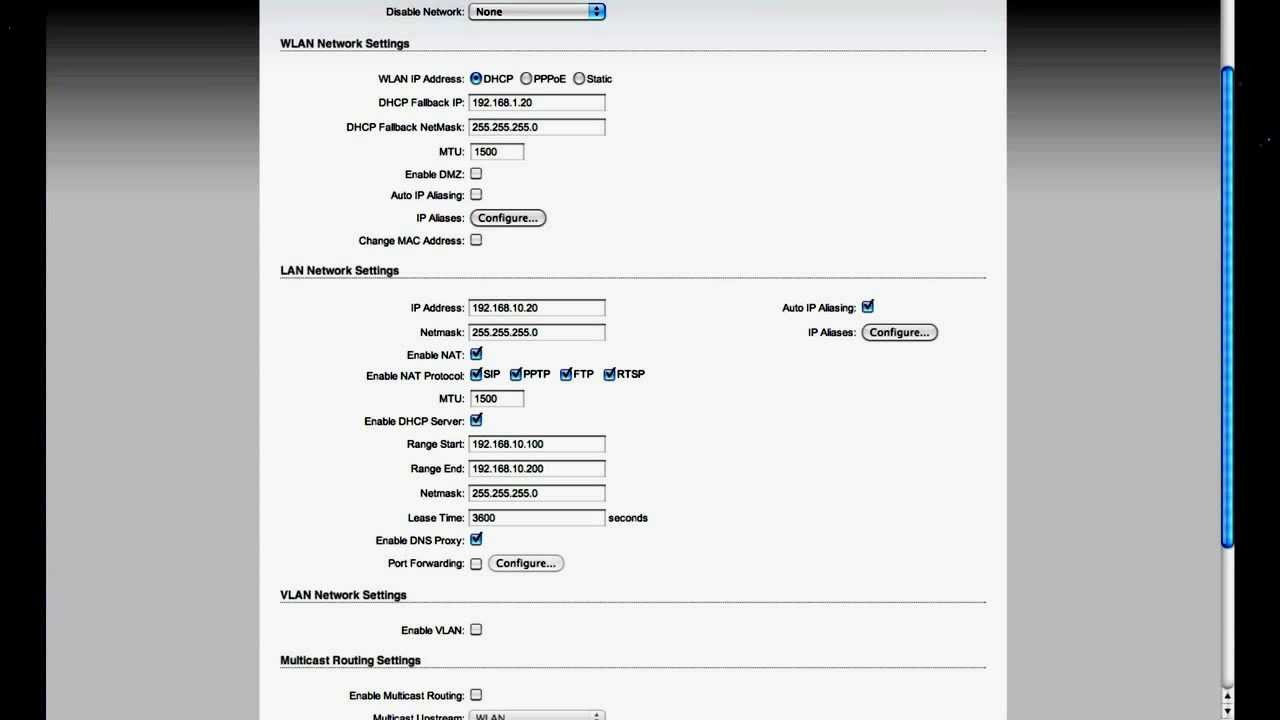 Disable Network: None
WLAN Network Settings
WLAN IP Address: DHCP PPPoE Static
DHCP Fallback IP: 192.168.1.20
DHCP Fallback NetMask: 255.255.255.0
MTU: 1500
Enable DMZ:
Auto IP Aliasing:
IP Aliases: Configure...
Change MAC Address:
LAN Network Settings
IP Address: 192.168.10.20 Auto IP Aliasing:
Netmask: 255.255.255.0 IP Aliases: Configure...
Enable NAT:
Enable NAT Protocol: SIP PPTP FTP RTSP
MTU: 1500
Enable DHCP Server:
Range Start: 192.168.10.100
Range End: 192.168.10.200
Netmask: 255.255.255.0
Lease Time: 3600 seconds
Enable DNS Proxy:
Port Forwarding: Configure...
VLAN Network Settings
Enable VLAN:
Multicast Routing Settings
Enable Multicast Routing:
Multicast Upstream: WLAN